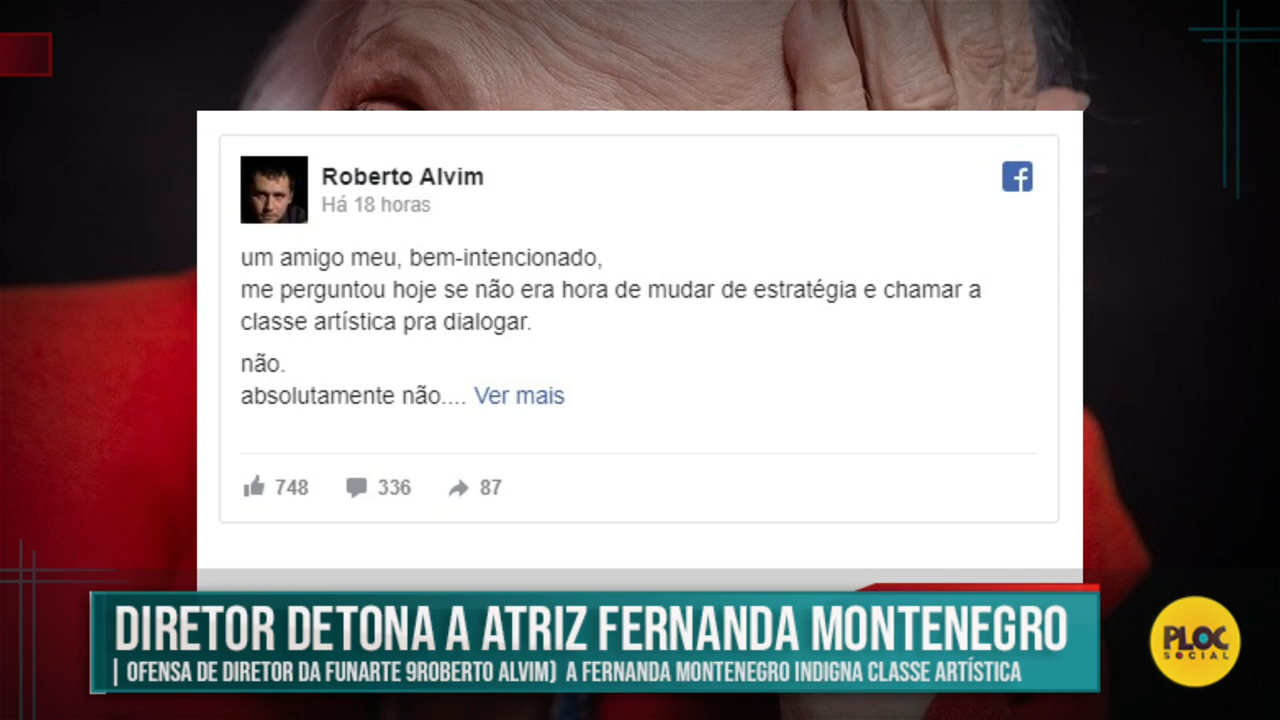 Roberto Alvim
Há 18 horas
um amigo meu, bem-intencionado,
me perguntou hoje se não era hora de mudar de estratégia e chamar a
classe artística pra dialogar.
não.
absolutamente não.... Ver mais
748 336 87
DIRETOR DETONA A ATRIZ FERNANDA MONTENEGRO
| OFENSA DE DIRETOR DA FUNARTE 9ROBERTO ALVIM) A FERNANDA MONTENEGRO INDIGNA CLASSE ARTÍSTICA
PLOC
SOCIAL